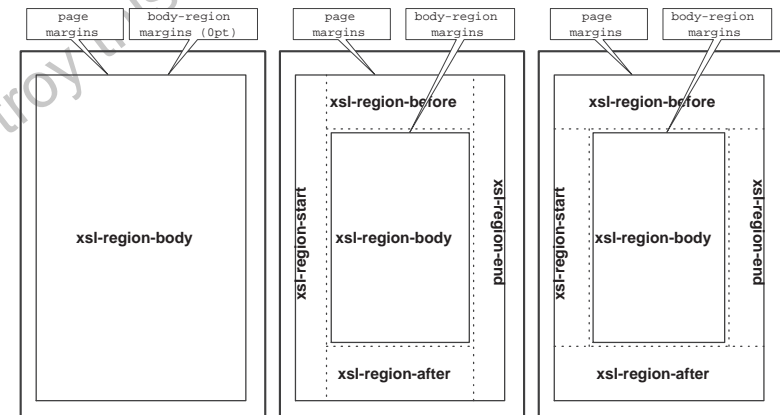 page
margins
body-region
margins (0pt)
xsl-region-body
page
margins
body-region
margins
xsl-region-before
xsl-region-start
xsl-region-body
xsl-region-end
xsl-region-after
page
margins
body-region
margins
xsl-region-before
xsl-region-start
xsl-region-body
xsl-region-end
xsl-region-after